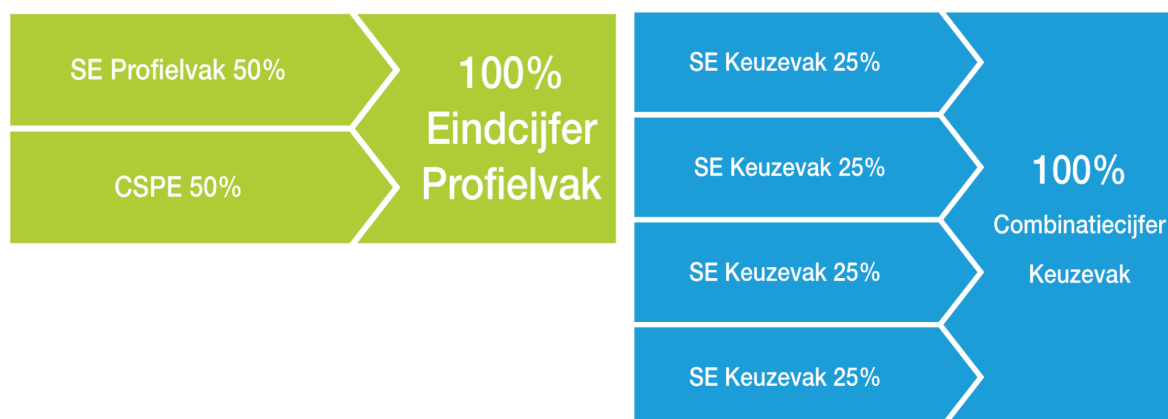 SE Profielvak 50%
CSPE 50%
100%
Eindcijfer
Profielvak
SE Keuzevak 25%
SE Keuzevak 25%
SE Keuzevak 25%
SE Keuzevak 25%
100%
Combinatiecijfer
Keuzevak